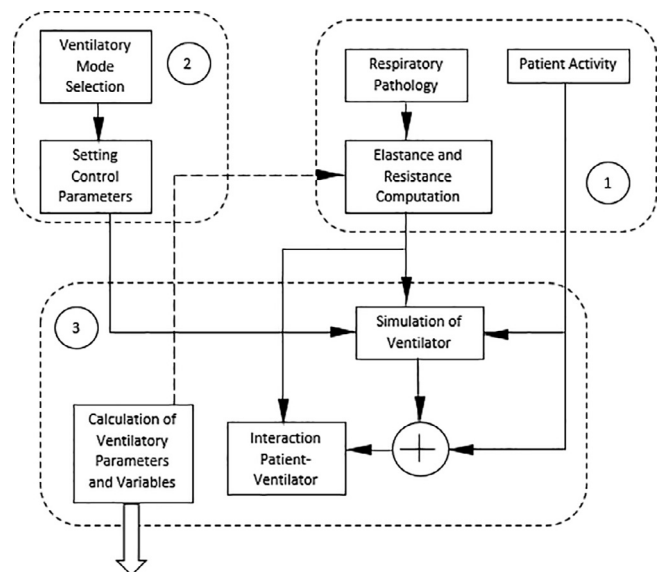 Ventilatory
Mode
Selection
2
Setting
Control
Parameters
Respiratory
Pathology
Patient Activity
Elastance and
Resistance
Computation
1
3
Simulation of
Ventilator
Calculation of
Ventilatory
Parameters
and Variables
Interaction
Patient-
Ventilator
+